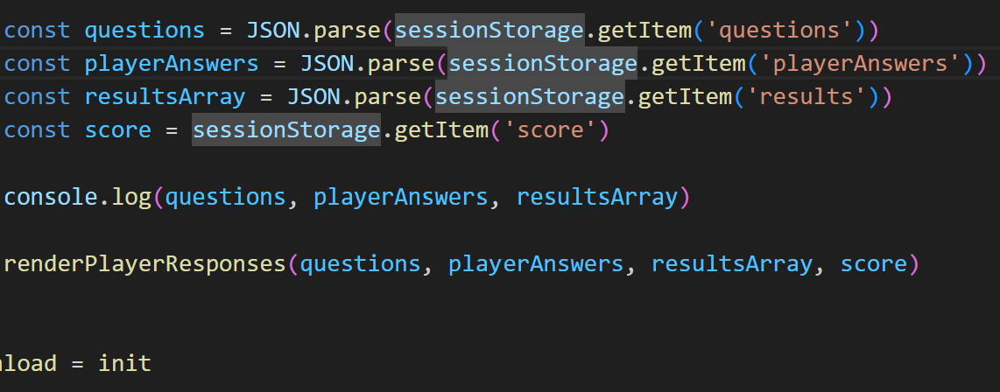 const questions = JSON.parse(sessionStorage.getItem('questions'))
const playerAnswers = JSON.parse(sessionStorage.getItem('playerAnswers'))
const resultsArray = JSON.parse(sessionStorage.getItem('results'))
const score = sessionStorage.getItem('score')
console.log(questions, playerAnswers, resultsArray)
renderPlayerResponses(questions, playerAnswers, resultsArray, score)
load = init